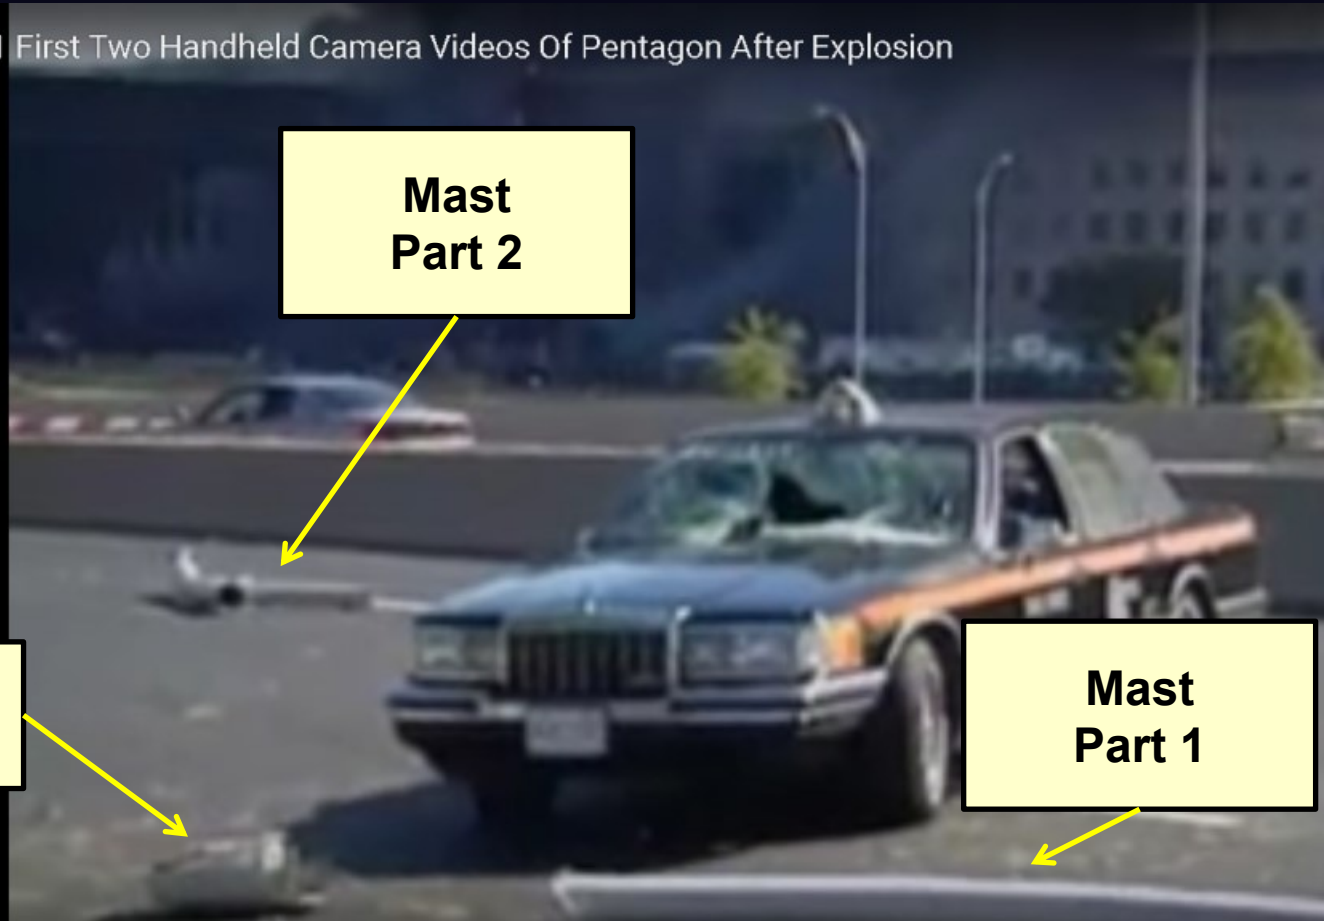 First Two Handheld Camera Videos Of Pentagon After Explosion
Mast
Part 2
Mast
Part 1